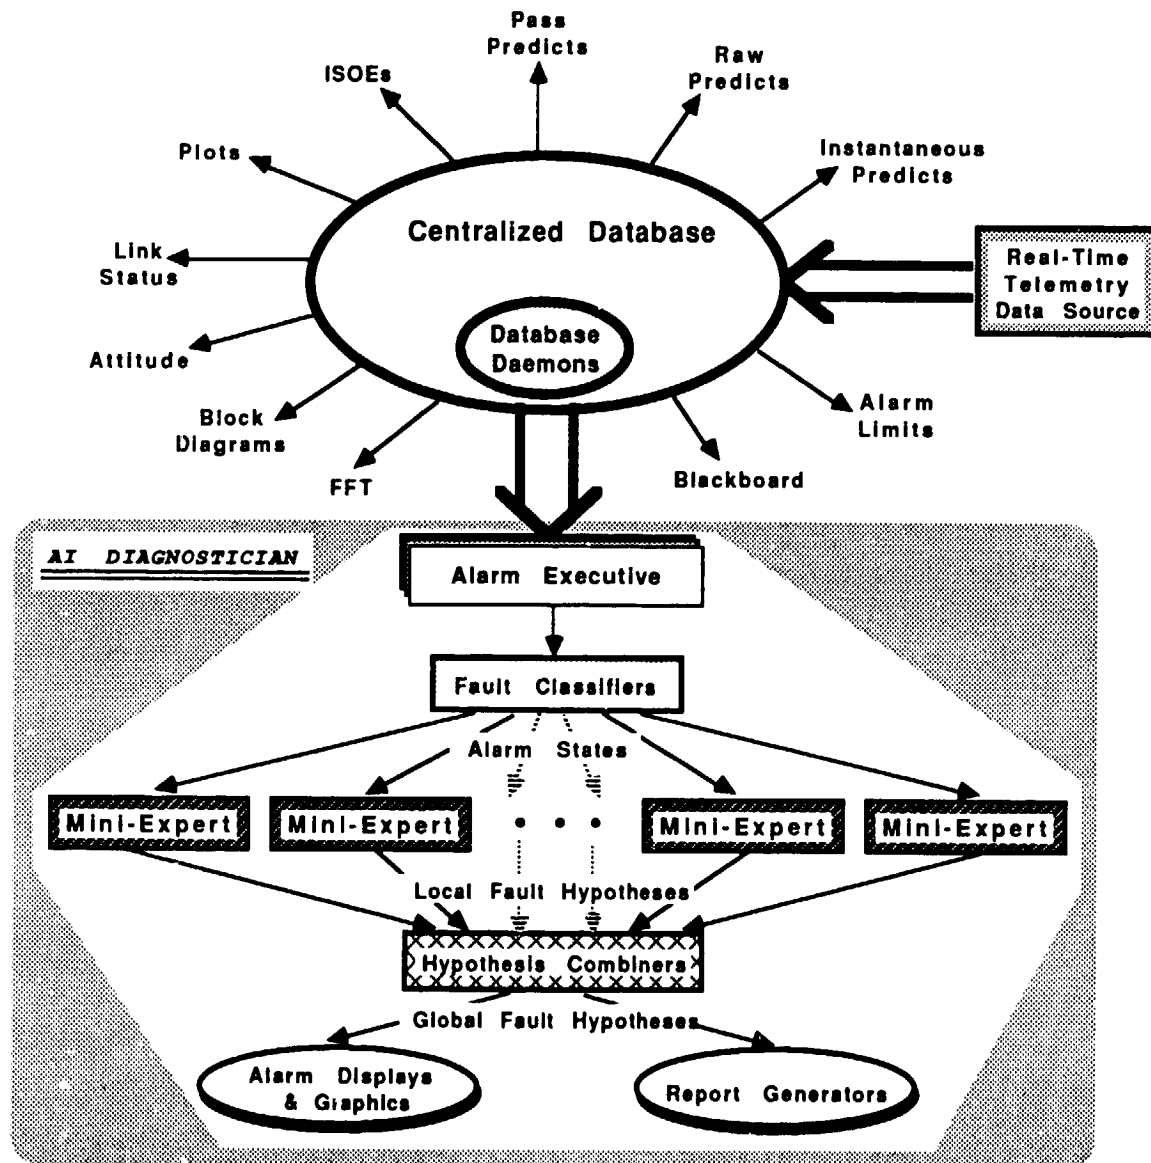 Pass
Predicts
Raw
Predicts
ISOEs
Instantaneous
Predicts
Plots
Centralized Database
Link
Status
Real-Time
Telemetry
Data Source
Database
Daemons
Attitude
Block
Diagrams
Alarm
Limits
FFT
Blackboard
AI DIAGNOSTICIAN
Alarm Executive
Fault Classifiers
Alarm States
Mini-Expert
Mini-Expert
Mini-Expert
Mini-Expert
Local Fault Hypotheses
Hypothesis Combiners
Global Fault Hypotheses
Alarm Displays
& Graphics
Report Generators